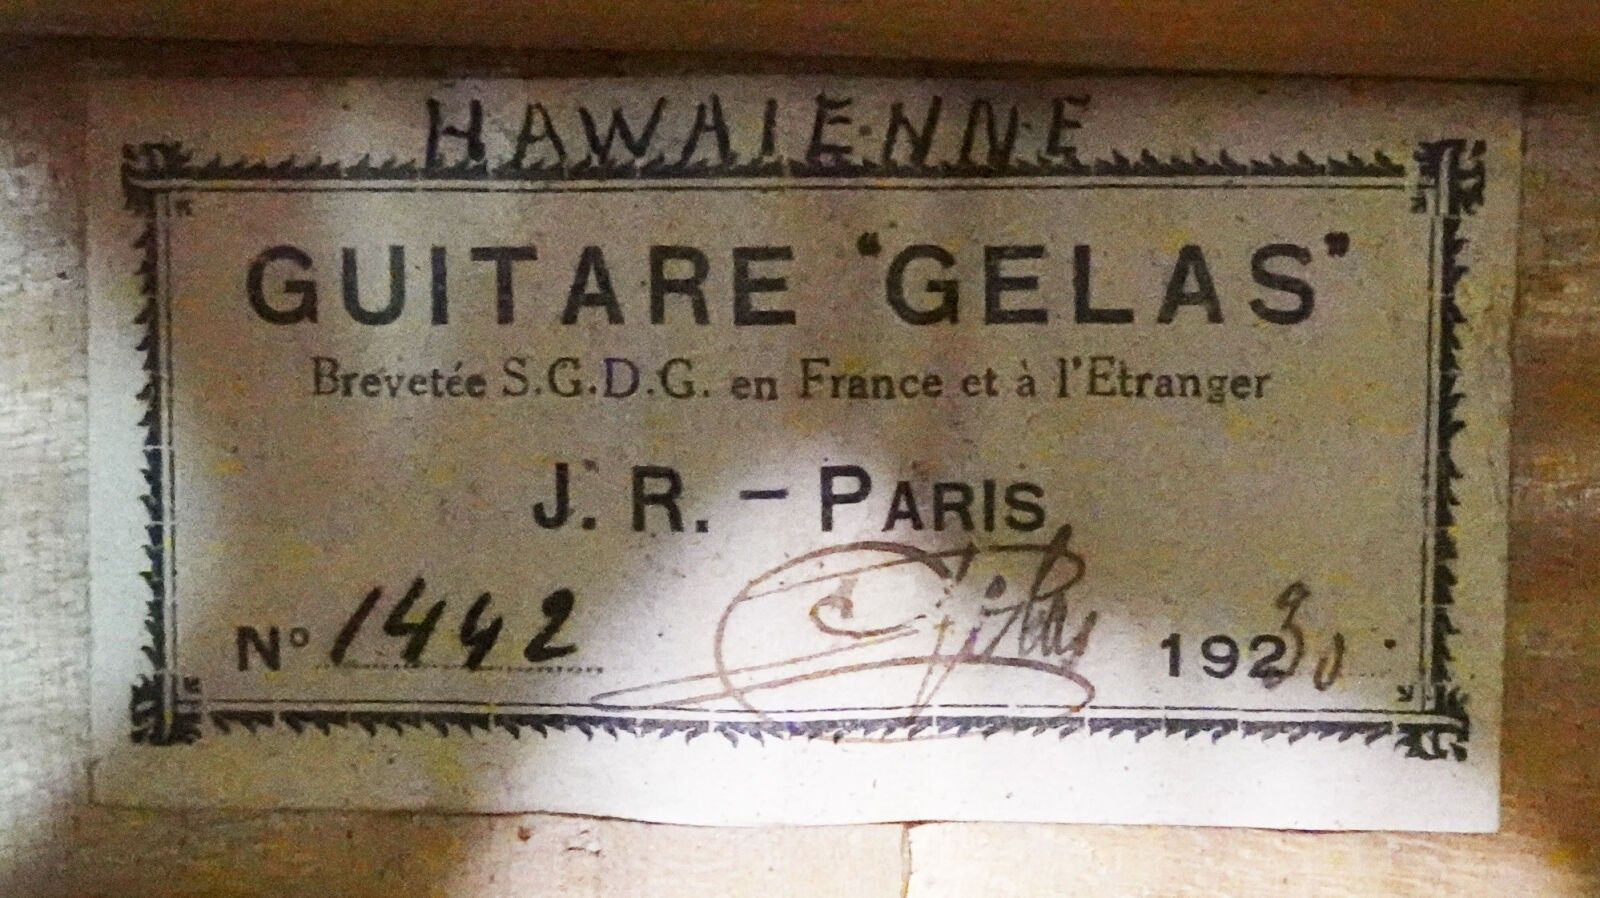 HAWAIENNE
GUITARE "GELAS"
Brevetée S.G.D.G. en France et à l'Etranger
J. R. - PARIS
N° 1442 1930